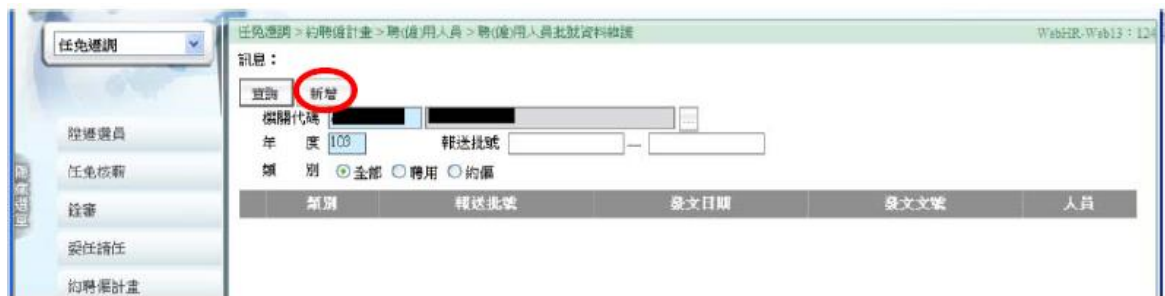 任免遷調
任免遷調 > 約聘僱計畫 > 聘(僱)用人員 > 聘(僱)用人員批號資料維護
WebHR-Web13：124
訊息：
查詢 新增
機關代碼
年 度 103 報送批號 —
類 別 全部 聘用 約僱
類別 報送批號 發文日期 發文文號 人員
陞遷選員
任免核薪
銓審
委任請任
約聘僱計畫